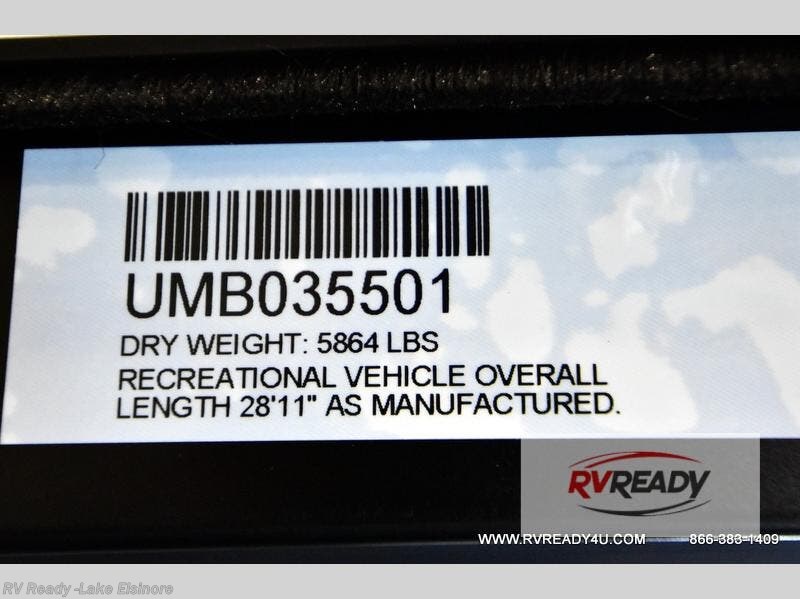 UMB035501
DRY WEIGHT: 5864 LBS
RECREATIONAL VEHICLE OVERALL
LENGTH 28'11" AS MANUFACTURED.
RVREADY
WWW.RVREADY4U.COM 866-383-1409
RV Ready -Lake Elsinore